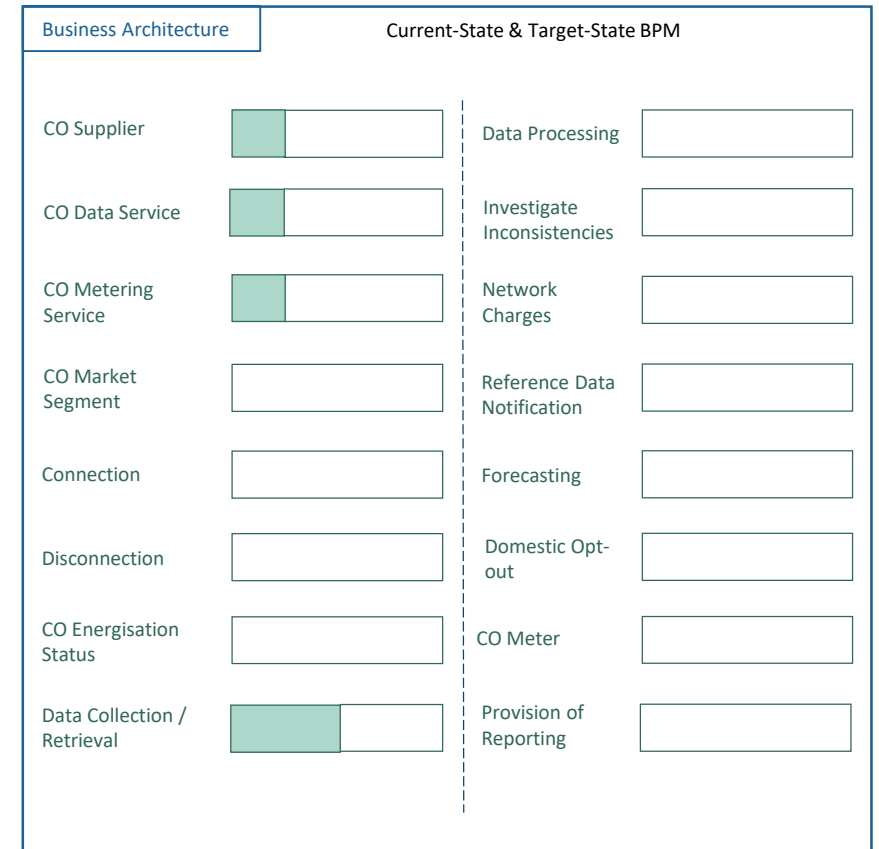 Business Architecture
Current-State & Target-State BPM
CO Supplier
CO Data Service
CO Metering
Service
CO Market
Segment
Connection
Disconnection
CO Energisation
Status
Data Collection /
Retrieval
Data Processing
Investigate
Inconsistencies
Network
Charges
Reference Data
Notification
Forecasting
Domestic Opt-
out
CO Meter
Provision of
Reporting